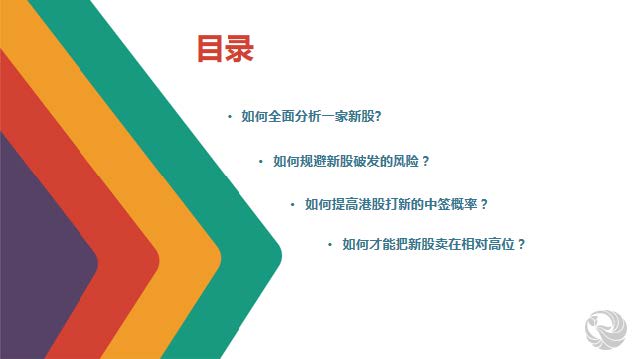 目录
• 如何全面分析一家新股?
• 如何规避新股破发的风险？
• 如何提高港股打新的中签概率？
• 如何才能把新股卖在相对高位？